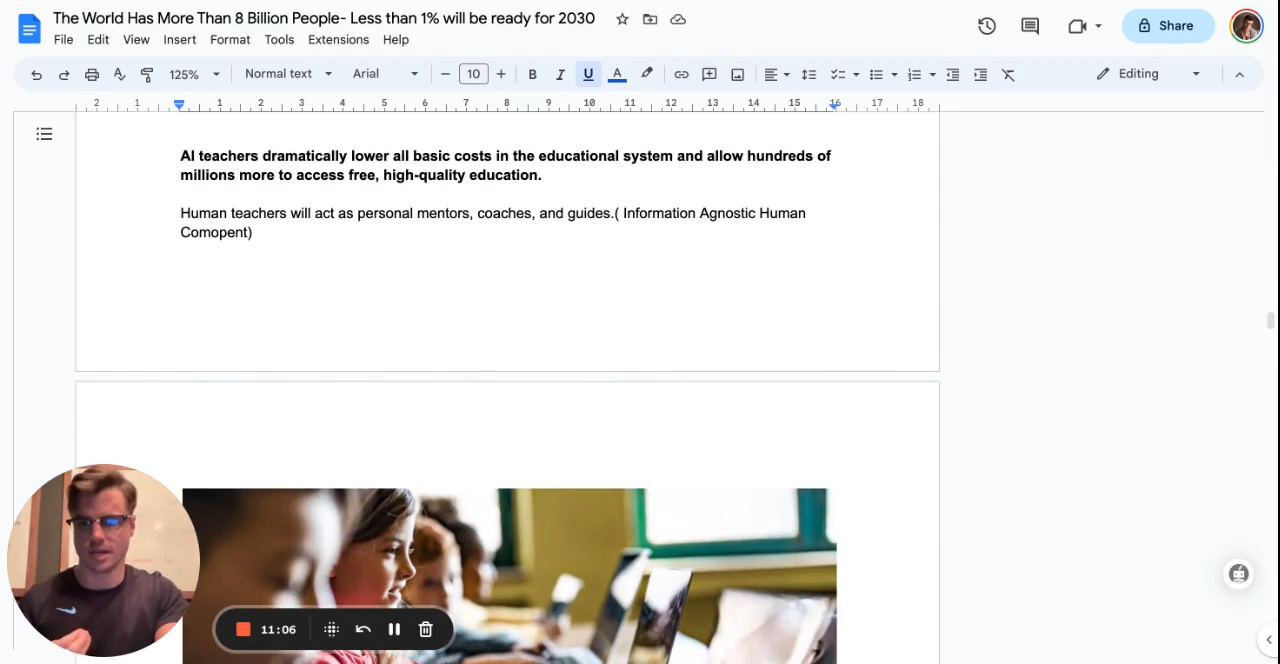 The World Has More Than 8 Billion People- Less than 1% will be ready for 2030
Share
File Edit View Insert Format Tools Extensions Help
125% Normal text Arial − 10 + B I U A Editing
2 1 1 2 3 4 5 6 7 8 9 10 11 12 13 14 15 16 17 18
AI teachers dramatically lower all basic costs in the educational system and allow hundreds of
millions more to access free, high-quality education.
Human teachers will act as personal mentors, coaches, and guides.( Information Agnostic Human
Comopent)
11:06